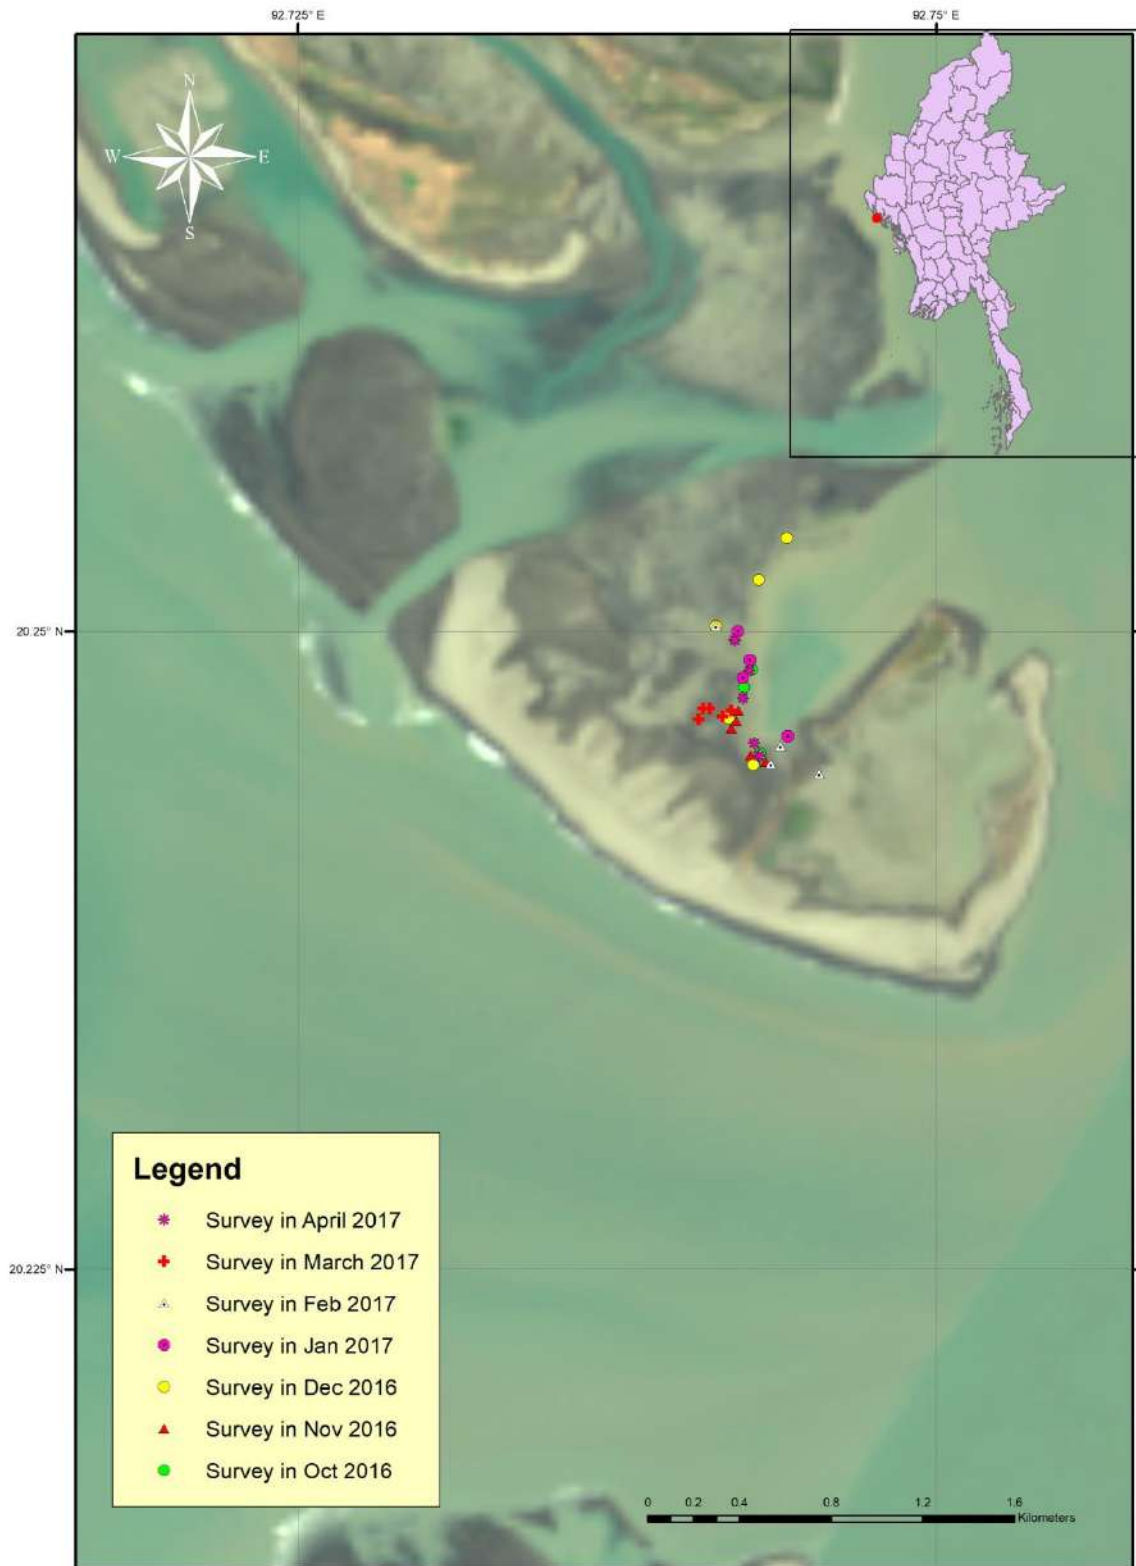 92.725° E
92.75° E
N
W
E
S
20.25° N
Legend
Survey in April 2017
Survey in March 2017
20.225° N
Survey in Feb 2017
Survey in Jan 2017
Survey in Dec 2016
Survey in Nov 2016
Survey in Oct 2016
0 0.2 0.4 0.8 1.2 1.6
Kilometers